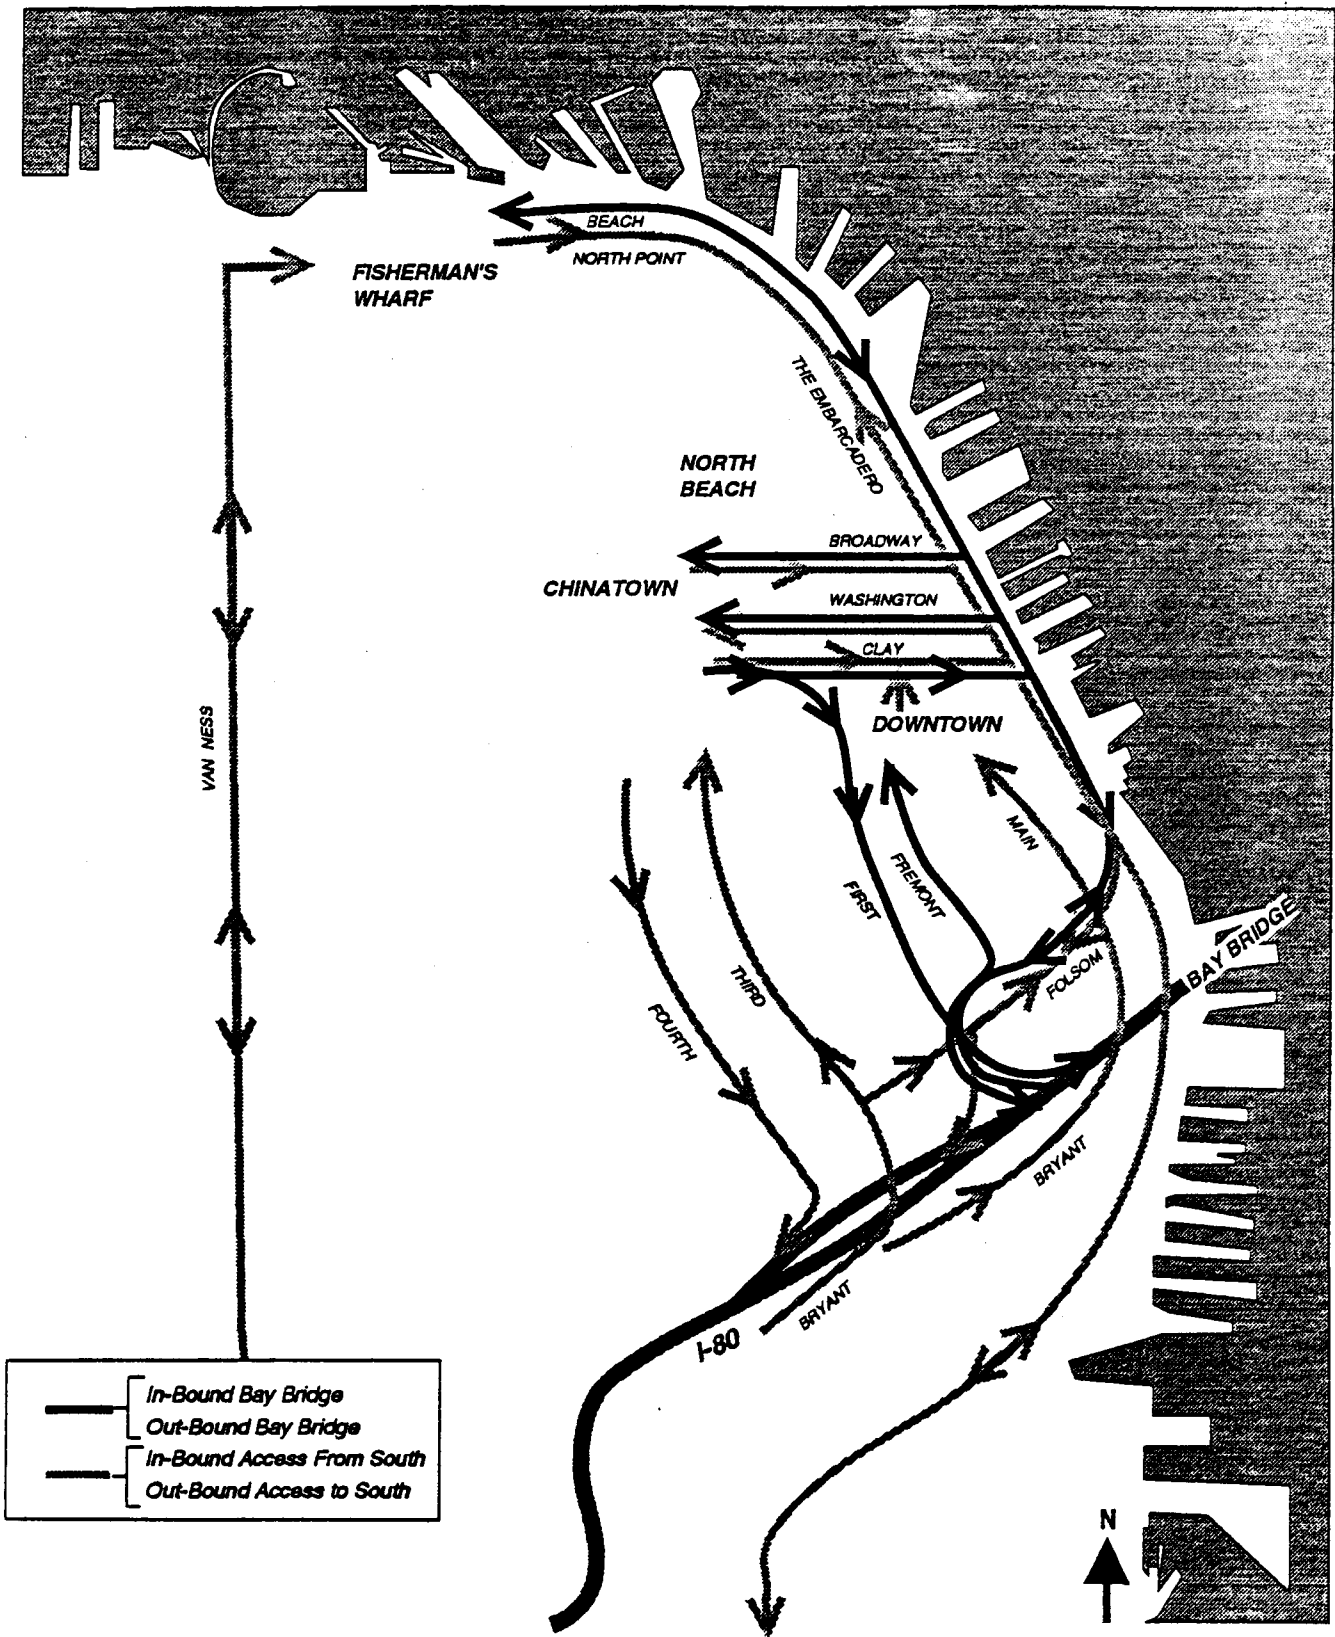 BEACH
NORTH POINT
FISHERMAN'S
WHARF
THE EMBARCADERO
NORTH
BEACH
BROADWAY
CHINATOWN
WASHINGTON
CLAY
DOWNTOWN
VAN NESS
MAIN
FREMONT
FIRST
BAY BRIDGE
FOLSOM
THIRD
FOURTH
BRYANT
BRYANT
I-80
In-Bound Bay Bridge
Out-Bound Bay Bridge
In-Bound Access From South
Out-Bound Access to South
N